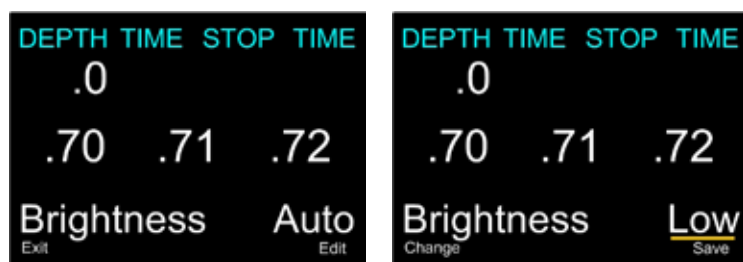 DEPTH TIME STOP TIME
.0
.70 .71 .72
Brightness Auto
Exit Edit
DEPTH TIME STOP TIME
.0
.70 .71 .72
Brightness Low
Change Save